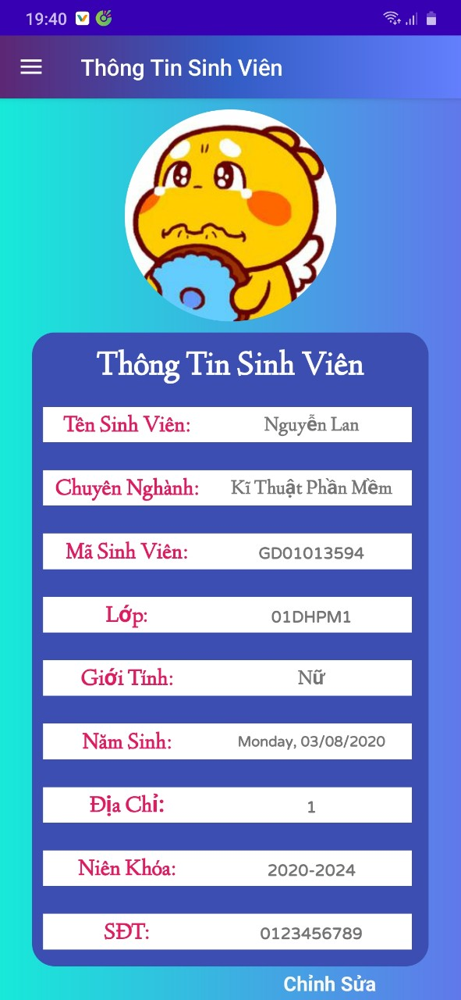 19:40
Thông Tin Sinh Viên
Thông Tin Sinh Viên
Tên Sinh Viên: Nguyễn Lan
Chuyên Nghành: Kĩ Thuật Phần Mềm
Mã Sinh Viên: GD01013594
Lớp: 01DHPM1
Giới Tính: Nữ
Năm Sinh: Monday, 03/08/2020
Địa Chỉ: 1
Niên Khóa: 2020-2024
SĐT: 0123456789
Chỉnh Sửa